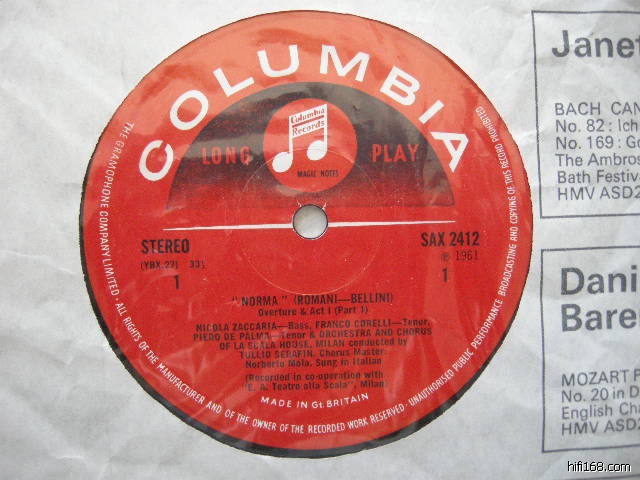 COLUMBIA
Columbia
Records
LONG PLAY
MAGIC NOTES
STEREO
SAX 2412
(YBX.22) 33⅓
℗ 1961
1
1
"NORMA" (ROMANI—BELLINI)
Overture & Act I (Part 1)
NICOLA ZACCARIA—Bass, FRANCO CORELLI—Tenor,
PIERO DE PALMA—Tenor & ORCHESTRA AND CHORUS
OF LA SCALA HOUSE, MILAN conducted by
TULLIO SERAFIN. Chorus Master:
Norberto Mola. Sung in Italian
(Recorded in co-operation with
"E. A. Teatro alla Scala", Milan)
MADE IN Gt. BRITAIN
THE GRAMOPHONE COMPANY LIMITED · ALL RIGHTS OF THE MANUFACTURER AND OF THE OWNER OF THE RECORDED WORK RESERVED · UNAUTHORISED PUBLIC PERFORMANCE BROADCASTING AND COPYING OF THIS RECORD PROHIBITED
Janet
BACH CAN
No. 82: Ich
No. 169: Go
The Ambros
Bath Festiva
HMV ASD2
Dani
Bare
MOZART P
No. 20 in D
English Ch
HMV ASD2
hifi168.com